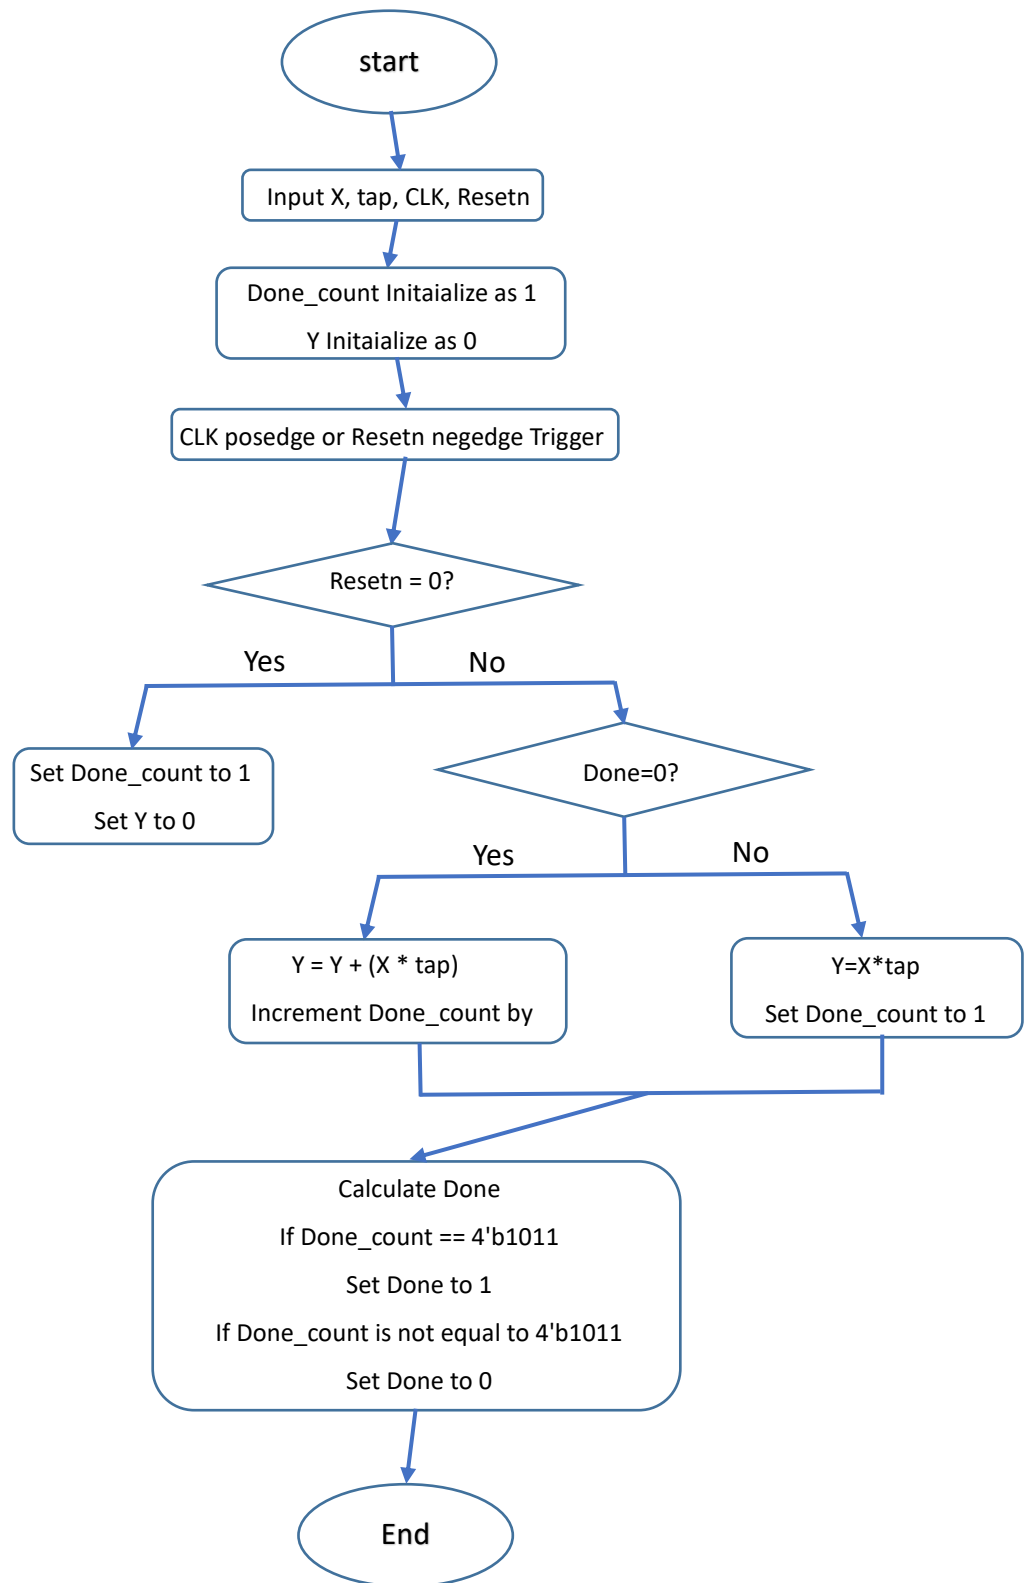 start
Input X, tap, CLK, Resetn
Done_count Initaialize as 1
Y Initaialize as 0
CLK posedge or Resetn negedge Trigger
Resetn = 0?
Yes
No
Set Done_count to 1
Set Y to 0
Done=0?
Yes
No
Y = Y + (X * tap)
Increment Done_count by
Y=X*tap
Set Done_count to 1
Calculate Done
If Done_count == 4'b1011
Set Done to 1
If Done_count is not equal to 4'b1011
Set Done to 0
End